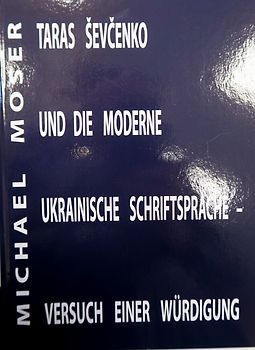 MICHAEL MOSER
TARAS ŠEVČENKO
UND DIE MODERNE
UKRAINISCHE SCHRIFTSPRACHE –
VERSUCH EINER WÜRDIGUNG